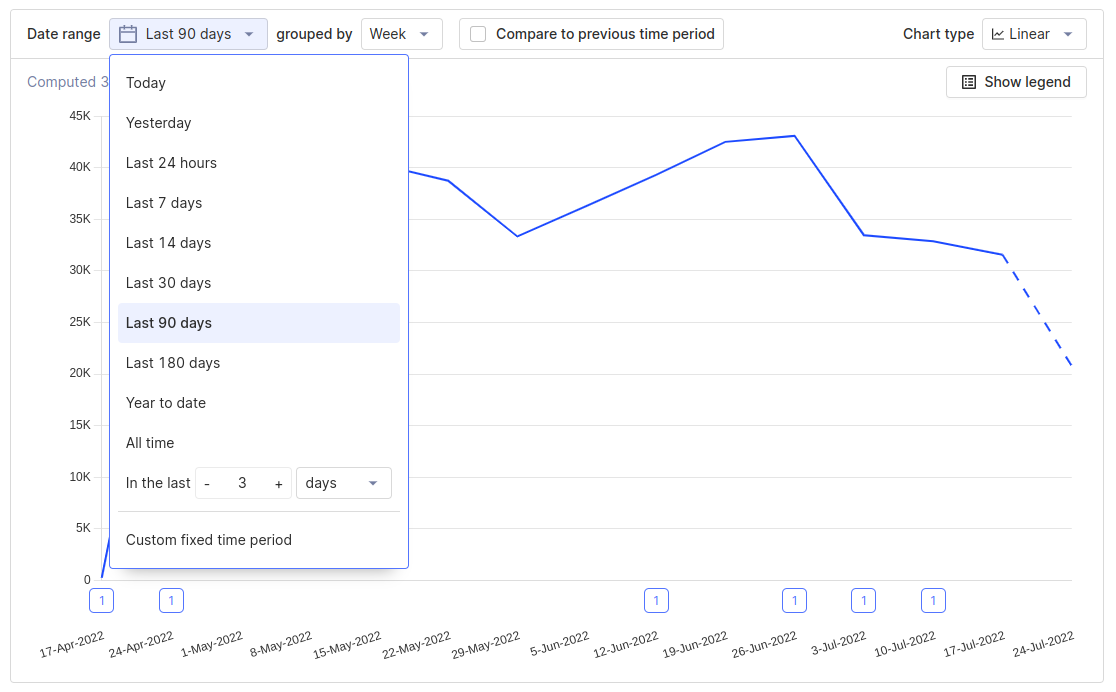 Date range Last 90 days grouped by Week Compare to previous time period Chart type Linear
Computed 3
Show legend
Today
Yesterday
Last 24 hours
Last 7 days
Last 14 days
Last 30 days
Last 90 days
Last 180 days
Year to date
All time
In the last - 3 + days
Custom fixed time period
45K
40K
35K
30K
25K
20K
15K
10K
5K
0
1 1 1 1 1 1
17-Apr-2022 24-Apr-2022 1-May-2022 8-May-2022 15-May-2022 22-May-2022 29-May-2022 5-Jun-2022 12-Jun-2022 19-Jun-2022 26-Jun-2022 3-Jul-2022 10-Jul-2022 17-Jul-2022 24-Jul-2022